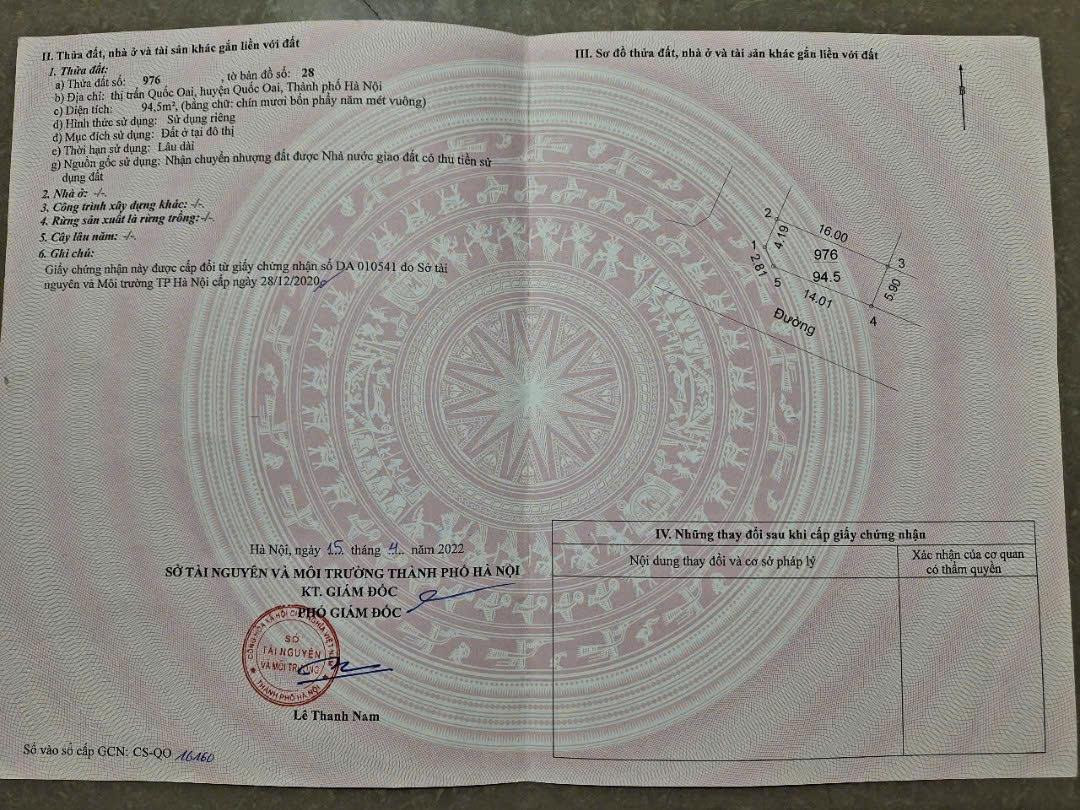 II. Thửa đất, nhà ở và tài sản khác gắn liền với đất
1. Thửa đất:
a) Thửa đất số: 976 , tờ bản đồ số: 28
b) Địa chỉ: thị trấn Quốc Oai, huyện Quốc Oai, Thành phố Hà Nội
c) Diện tích: 94,5m², (bằng chữ: chín mươi bốn phẩy năm mét vuông)
d) Hình thức sử dụng: Sử dụng riêng
đ) Mục đích sử dụng: Đất ở tại đô thị
e) Thời hạn sử dụng: Lâu dài
g) Nguồn gốc sử dụng: Nhận chuyển nhượng đất được Nhà nước giao đất có thu tiền sử
dụng đất
2. Nhà ở: -/-.
3. Công trình xây dựng khác: -/-.
4. Rừng sản xuất là rừng trồng:-/-.
5. Cây lâu năm: -/-.
6. Ghi chú:
Giấy chứng nhận này được cấp đổi từ giấy chứng nhận số DA 010541 do Sở tài
nguyên và Môi trường TP Hà Nội cấp ngày 28/12/2020
Hà Nội, ngày 15 tháng 4 năm 2022
SỞ TÀI NGUYÊN VÀ MÔI TRƯỜNG THÀNH PHỐ HÀ NỘI
KT. GIÁM ĐỐC
PHÓ GIÁM ĐỐC
CỘNG HÒA XÃ HỘI CHỦ NGHĨA VIỆT NAM
SỞ
TÀI NGUYÊN
VÀ MÔI TRƯỜNG
THÀNH PHỐ HÀ NỘI
Lê Thanh Nam
Số vào sổ cấp GCN: CS-QO 16160
III. Sơ đồ thửa đất, nhà ở và tài sản khác gắn liền với đất
B
2
16.00
4.19
1
976
3
2.81
94.5
5.90
5
14.01
4
Đường
IV. Những thay đổi sau khi cấp giấy chứng nhận
Nội dung thay đổi và cơ sở pháp lý
Xác nhận của cơ quan
có thẩm quyền